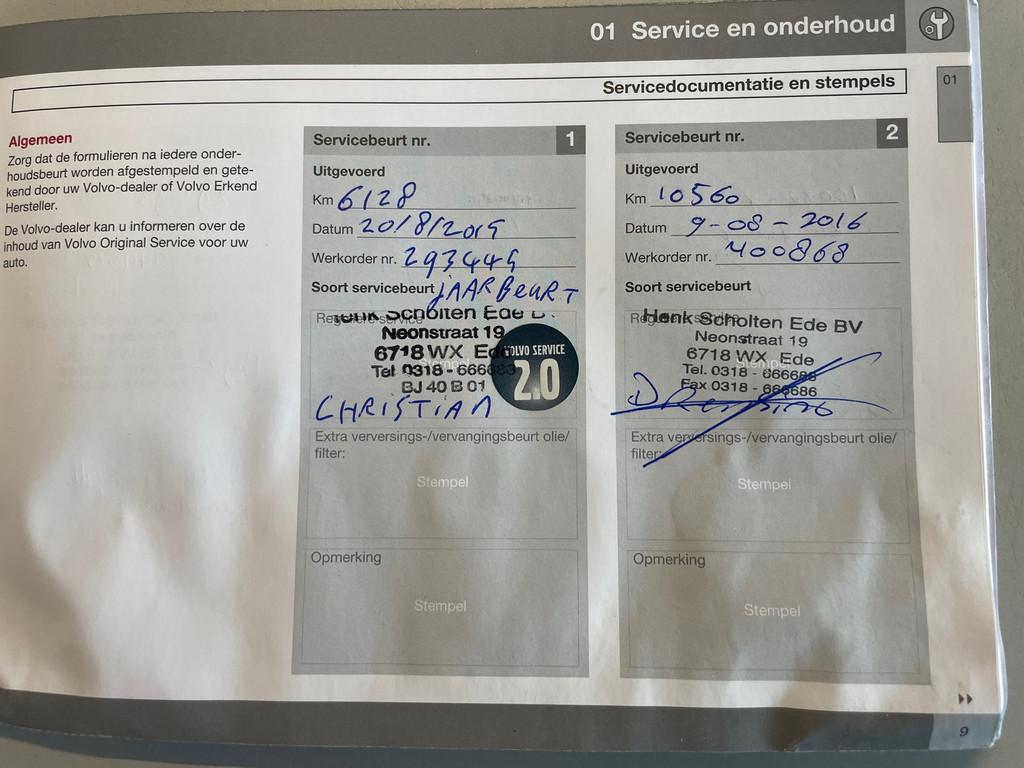 01 Service en onderhoud
01
Servicedocumentatie en stempels
Algemeen
Zorg dat de formulieren na iedere onder-
houdsbeurt worden afgestempeld en gete-
kend door uw Volvo-dealer of Volvo Erkend
Hersteller.
De Volvo-dealer kan u informeren over de
inhoud van Volvo Original Service voor uw
auto.
Servicebeurt nr. 1
Uitgevoerd
Km 6128
Datum 20/8/2015
Werkorder nr. 293445
Soort servicebeurt JAARBEURT
Scholten Ede
Neonstraat 19
6718 WX Ede
Tel 0318 - 666683
BJ 40 B 01
VOLVO SERVICE
2.0
CHRISTIAN
Extra verversings-/vervangingsbeurt olie/
filter:
Stempel
Opmerking
Stempel
Servicebeurt nr. 2
Uitgevoerd
Km 10560
Datum 9-08-2016
Werkorder nr. 400868
Soort servicebeurt
Henk Scholten Ede BV
Neonstraat 19
6718 WX Ede
Tel. 0318 - 666686
Fax 0318 - 666686
Extra verversings-/vervangingsbeurt olie/
filter:
Stempel
Opmerking
Stempel
9